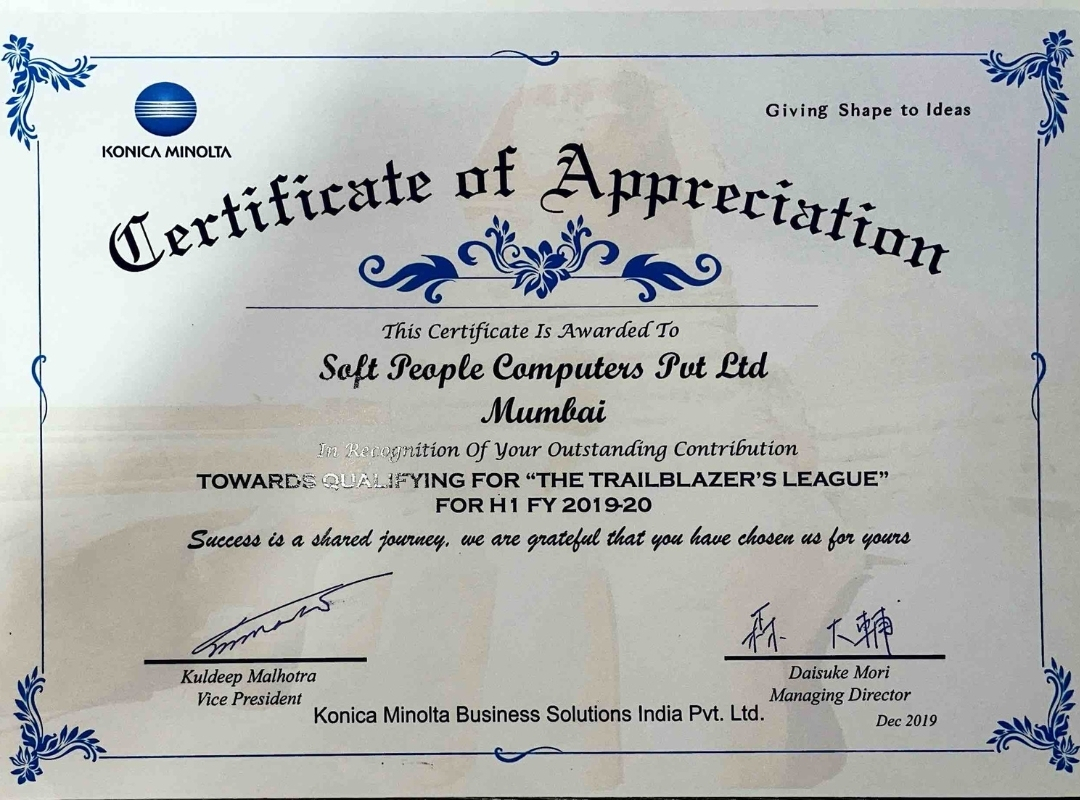 KONICA MINOLTA
Giving Shape to Ideas
Certificate of Appreciation
This Certificate Is Awarded To
Soft People Computers Pvt Ltd
Mumbai
In Recognition Of Your Outstanding Contribution
TOWARDS QUALIFYING FOR “THE TRAILBLAZER’S LEAGUE”
FOR H1 FY 2019-20
Success is a shared journey, we are grateful that you have chosen us for yours
森 大輔
Kuldeep Malhotra
Vice President
Daisuke Mori
Managing Director
Konica Minolta Business Solutions India Pvt. Ltd.
Dec 2019